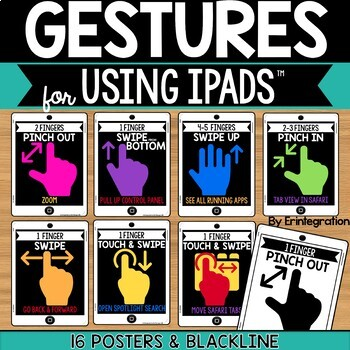 GESTURES
for USING IPADS™
2 FINGERS
PINCH OUT
ZOOM
1 FINGER
SWIPE from BOTTOM
PULL UP CONTROL PANEL
4-5 FINGERS
SWIPE UP
SEE ALL RUNNING APPS
2-3 FINGERS
PINCH IN
TAB VIEW IN SAFARI
By Erintegration
1 FINGER
SWIPE
GO BACK & FORWARD
1 FINGER
TOUCH & SWIPE
OPEN SPOTLIGHT SEARCH
1 FINGER
TOUCH & SWIPE
MOVE SAFARI TABS
1 FINGER
PINCH OUT
16 POSTERS & BLACKLINE